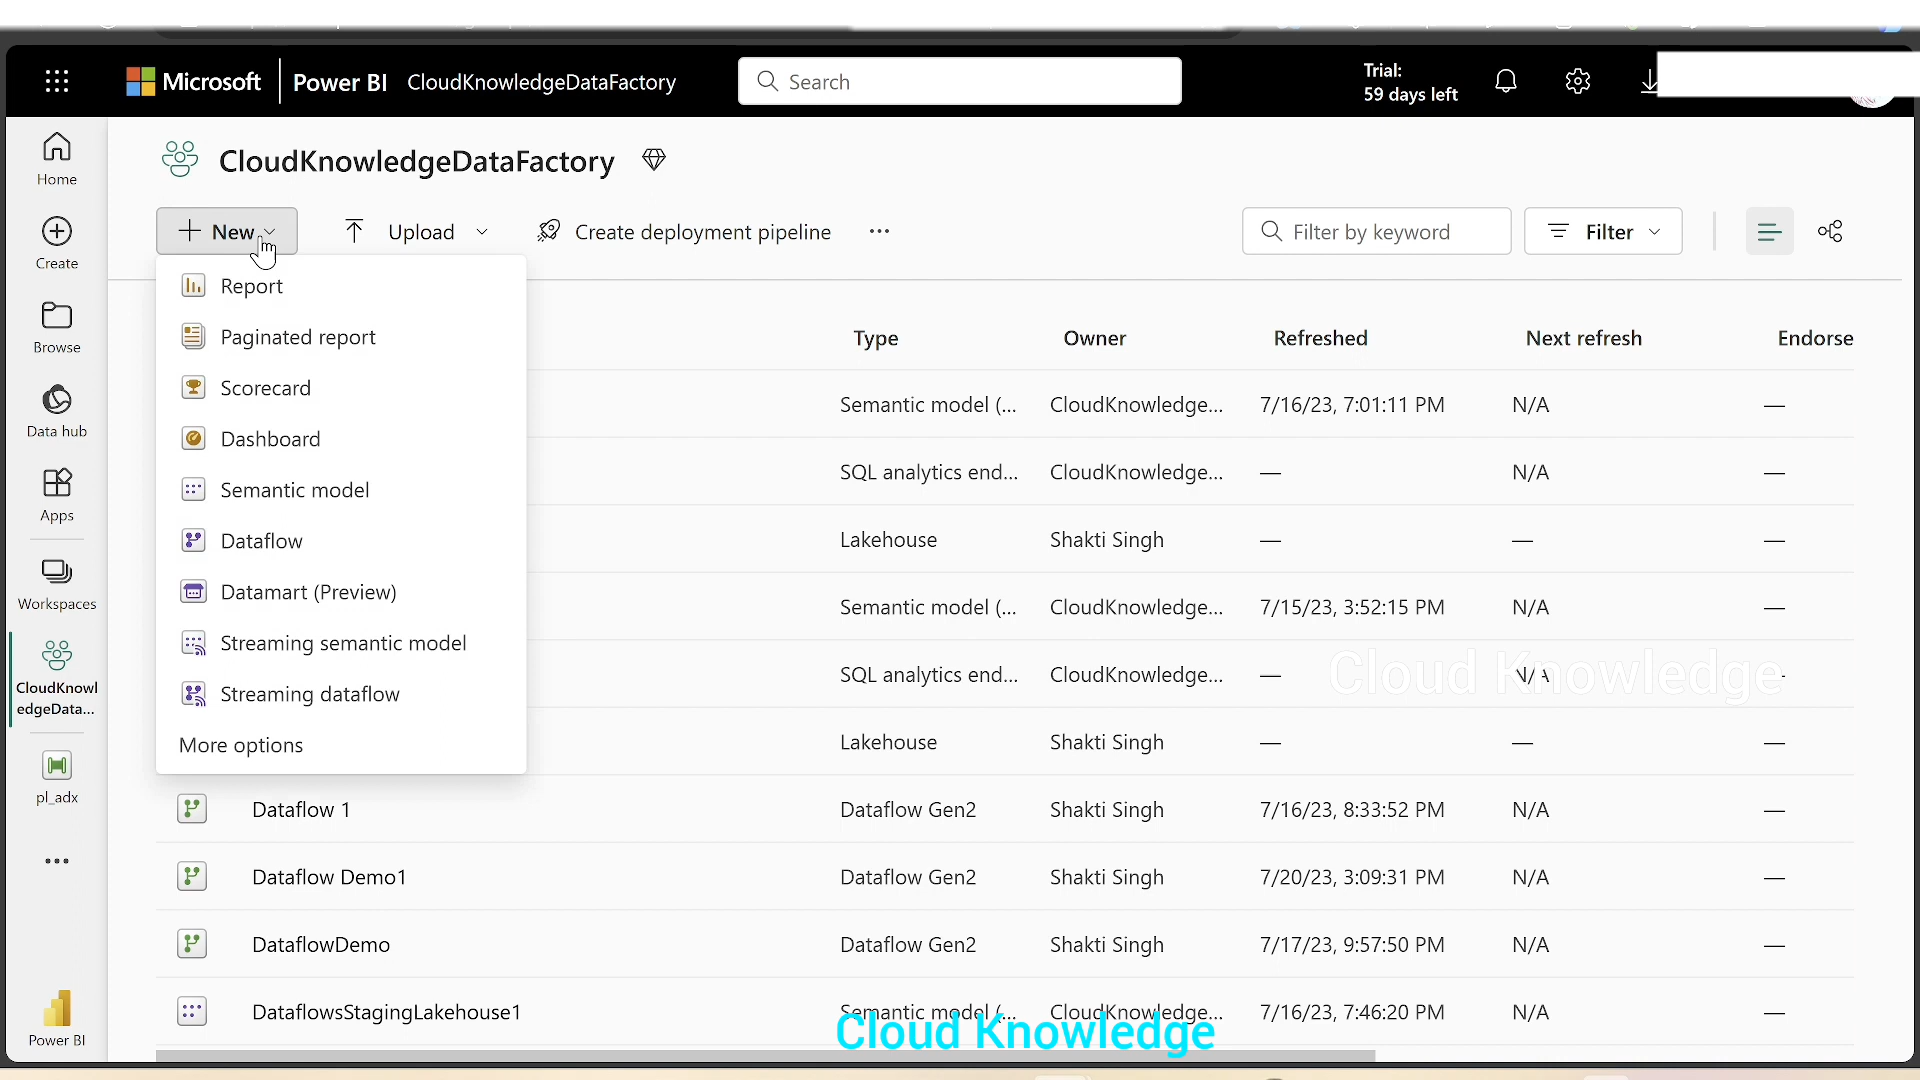 Microsoft Power BI CloudKnowledgeDataFactory Search Trial:
59 days left
CloudKnowledgeDataFactory
New Upload Create deployment pipeline Filter by keyword Filter
Home
Create
Browse
Data hub
Apps
Workspaces
CloudKnowl
edgeData...
pl_adx
Power BI
Report
Paginated report
Scorecard
Dashboard
Semantic model
Dataflow
Datamart (Preview)
Streaming semantic model
Streaming dataflow
More options
Type Owner Refreshed Next refresh Endorse
Semantic model (... CloudKnowledge... 7/16/23, 7:01:11 PM N/A —
SQL analytics end... CloudKnowledge... — N/A —
Lakehouse Shakti Singh — — —
Semantic model (... CloudKnowledge... 7/15/23, 3:52:15 PM N/A —
SQL analytics end... CloudKnowledge... — N/A —
Cloud Knowledge
Lakehouse Shakti Singh — — —
Dataflow 1 Dataflow Gen2 Shakti Singh 7/16/23, 8:33:52 PM N/A —
Dataflow Demo1 Dataflow Gen2 Shakti Singh 7/20/23, 3:09:31 PM N/A —
DataflowDemo Dataflow Gen2 Shakti Singh 7/17/23, 9:57:50 PM N/A —
DataflowsStagingLakehouse1 Semantic model (... CloudKnowledge... 7/16/23, 7:46:20 PM N/A —
Cloud Knowledge